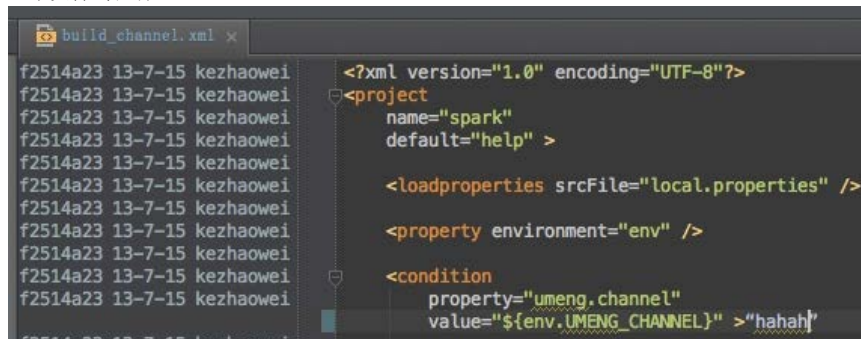 build_channel.xml ×
f2514a23 13-7-15 kezhaowei <?xml version="1.0" encoding="UTF-8"?>
f2514a23 13-7-15 kezhaowei <project
f2514a23 13-7-15 kezhaowei name="spark"
f2514a23 13-7-15 kezhaowei default="help" >
f2514a23 13-7-15 kezhaowei
f2514a23 13-7-15 kezhaowei <loadproperties srcFile="local.properties" />
f2514a23 13-7-15 kezhaowei
f2514a23 13-7-15 kezhaowei <property environment="env" />
f2514a23 13-7-15 kezhaowei
f2514a23 13-7-15 kezhaowei <condition
f2514a23 13-7-15 kezhaowei property="umeng.channel"
value="${env.UMENG_CHANNEL}" >“hahah”